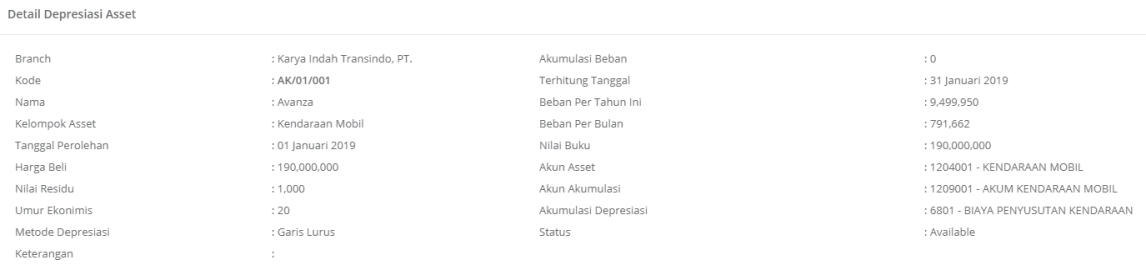 Detail Depresiasi Asset
Branch : Karya Indah Transindo, PT. Akumulasi Beban : 0
Kode : AK/01/001 Terhitung Tanggal : 31 Januari 2019
Nama : Avanza Beban Per Tahun Ini : 9,499,950
Kelompok Asset : Kendaraan Mobil Beban Per Bulan : 791,662
Tanggal Perolehan : 01 Januari 2019 Nilai Buku : 190,000,000
Harga Beli : 190,000,000 Akun Asset : 1204001 - KENDARAAN MOBIL
Nilai Residu : 1,000 Akun Akumulasi : 1209001 - AKUM KENDARAAN MOBIL
Umur Ekonimis : 20 Akumulasi Depresiasi : 6801 - BIAYA PENYUSUTAN KENDARAAN
Metode Depresiasi : Garis Lurus Status : Available
Keterangan :